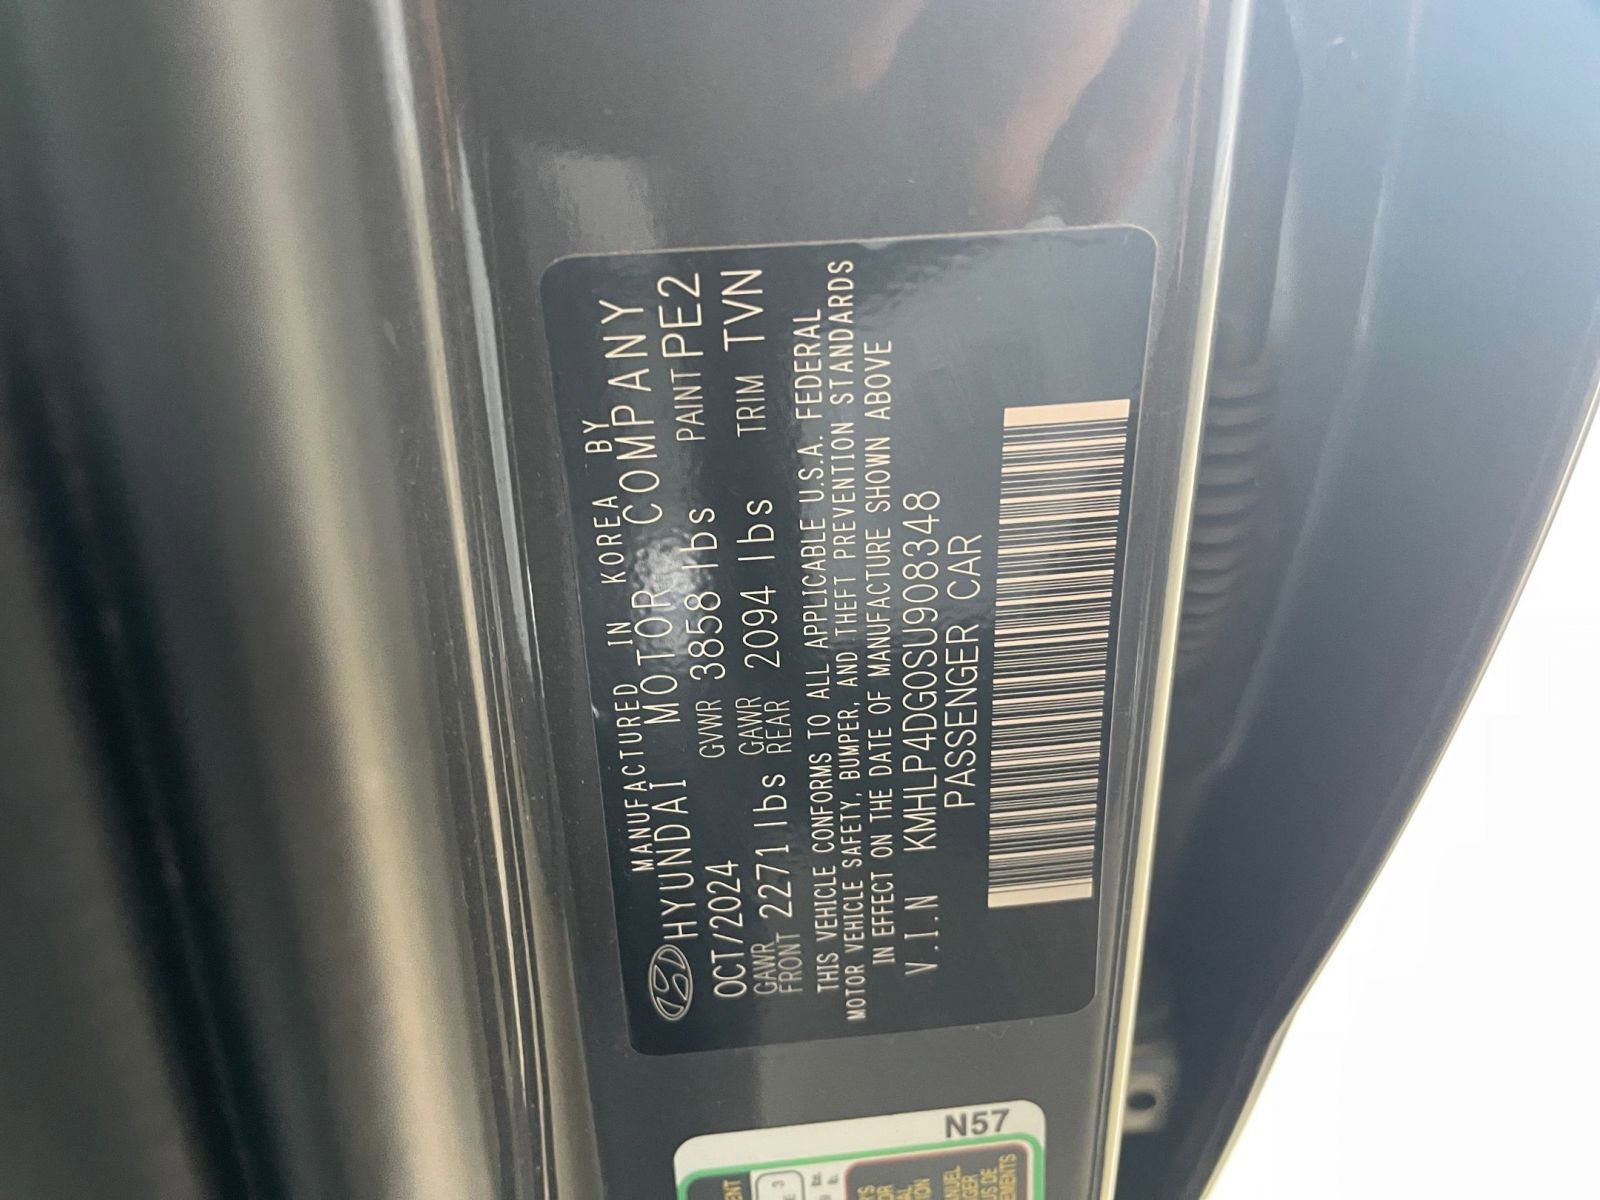 MANUFACTURED IN KOREA BY
HYUNDAI MOTOR COMPANY
OCT/2024 GVWR 3858 lbs PAINT PE2
GAWR FRONT 2271 lbs GAWR REAR 2094 lbs TRIM TVN
THIS VEHICLE CONFORMS TO ALL APPLICABLE U.S.A. FEDERAL
MOTOR VEHICLE SAFETY, BUMPER, AND THEFT PREVENTION STANDARDS
IN EFFECT ON THE DATE OF MANUFACTURE SHOWN ABOVE
V.I.N KMHLP4DG0SU908348
PASSENGER CAR
N57